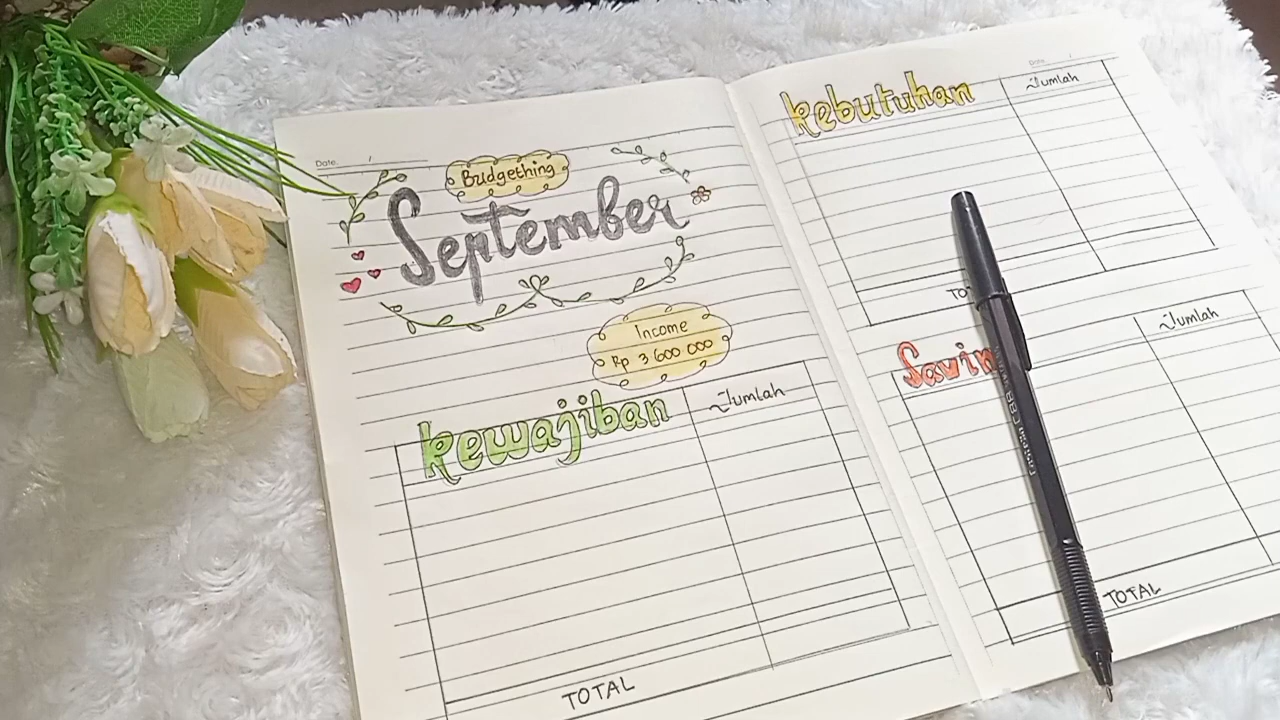 Date. /
Budgething
September
Income
Rp 3 600 000
kewajiban
Jumlah
TOTAL
Date. /
kebutuhan
Jumlah
Jumlah
TOTAL